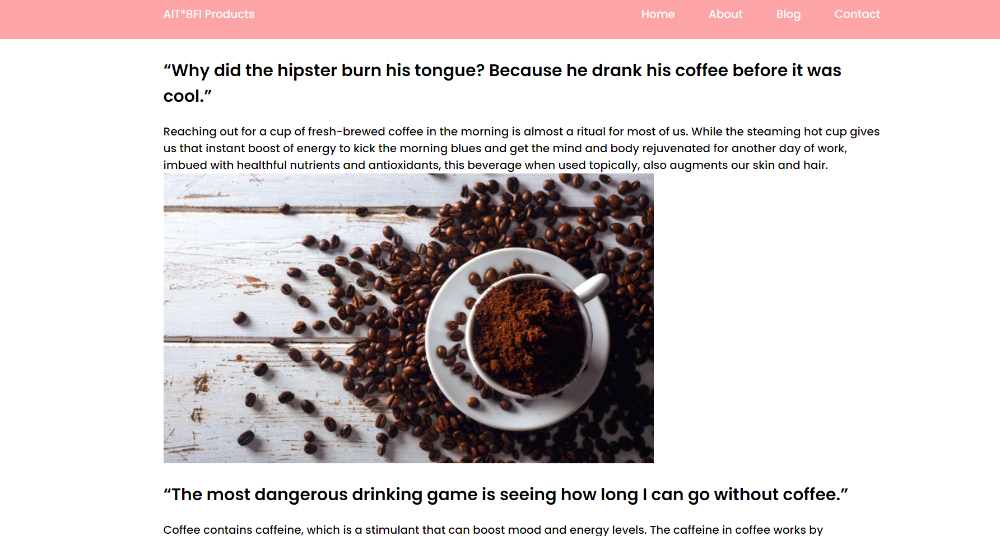 AIT*BFI Products
Home About Blog Contact
“Why did the hipster burn his tongue? Because he drank his coffee before it was
cool.”
Reaching out for a cup of fresh-brewed coffee in the morning is almost a ritual for most of us. While the steaming hot cup gives
us that instant boost of energy to kick the morning blues and get the mind and body rejuvenated for another day of work,
imbued with healthful nutrients and antioxidants, this beverage when used topically, also augments our skin and hair.
“The most dangerous drinking game is seeing how long I can go without coffee.”
Coffee contains caffeine, which is a stimulant that can boost mood and energy levels. The caffeine in coffee works by